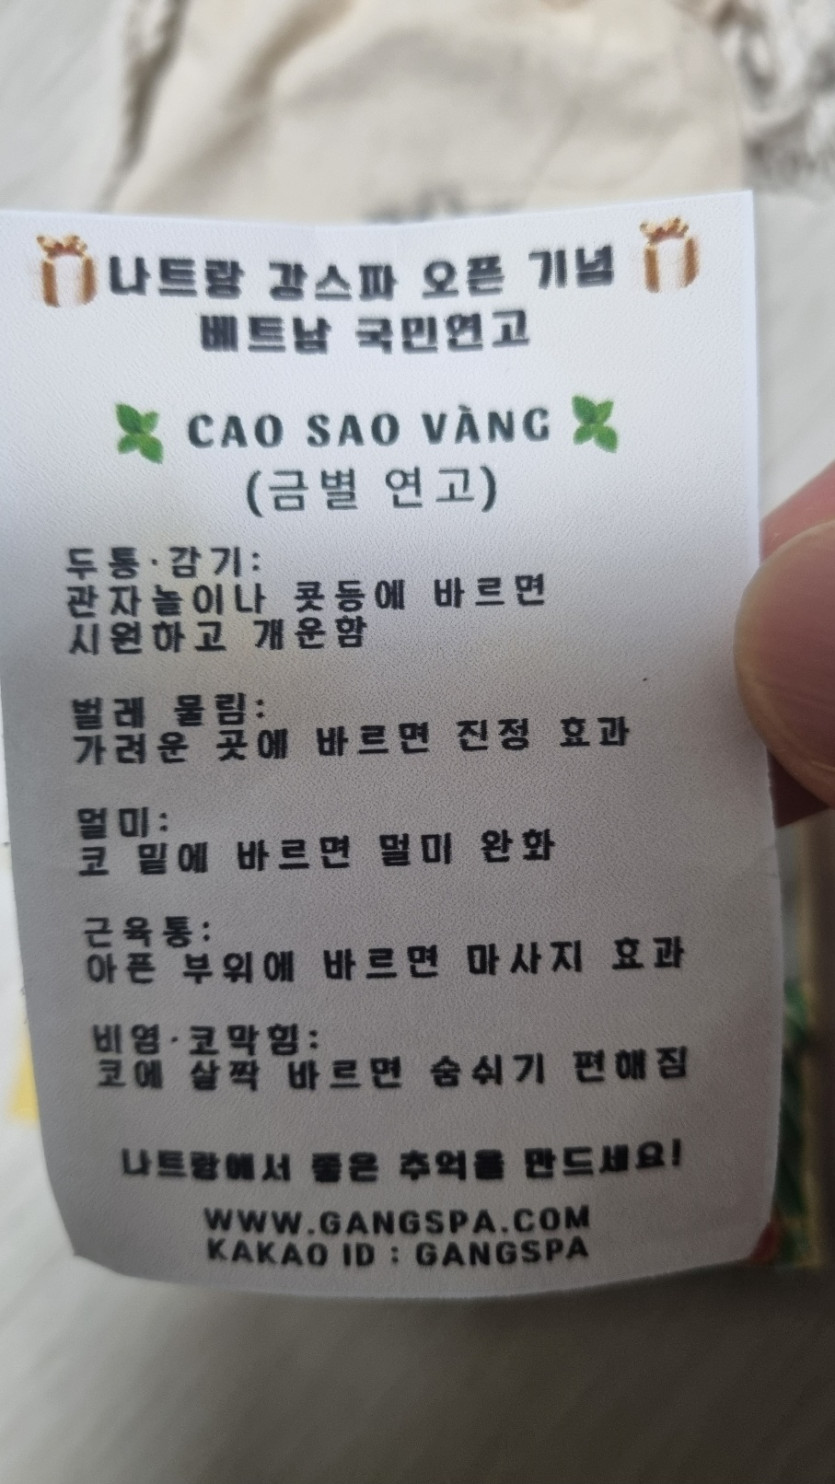 나트랑 강스파 오픈 기념
베트남 국민연고
CAO SAO VÀNG
(금별 연고)
두통·감기:
관자놀이나 콧등에 바르면
시원하고 개운함
벌레 물림:
가려운 곳에 바르면 진정 효과
멀미:
코 밑에 바르면 멀미 완화
근육통:
아픈 부위에 바르면 마사지 효과
비염·코막힘:
코에 살짝 바르면 숨쉬기 편해짐
나트랑에서 좋은 추억을 만드세요!
WWW.GANGSPA.COM
KAKAO ID : GANGSPA